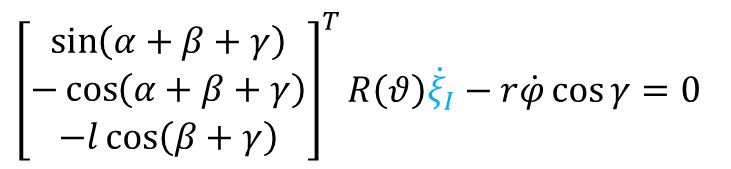 sin(α + β + γ)
− cos(α + β + γ)
−l cos(β + γ)
T R(ϑ)ξ̇_I − rφ̇ cos γ = 0